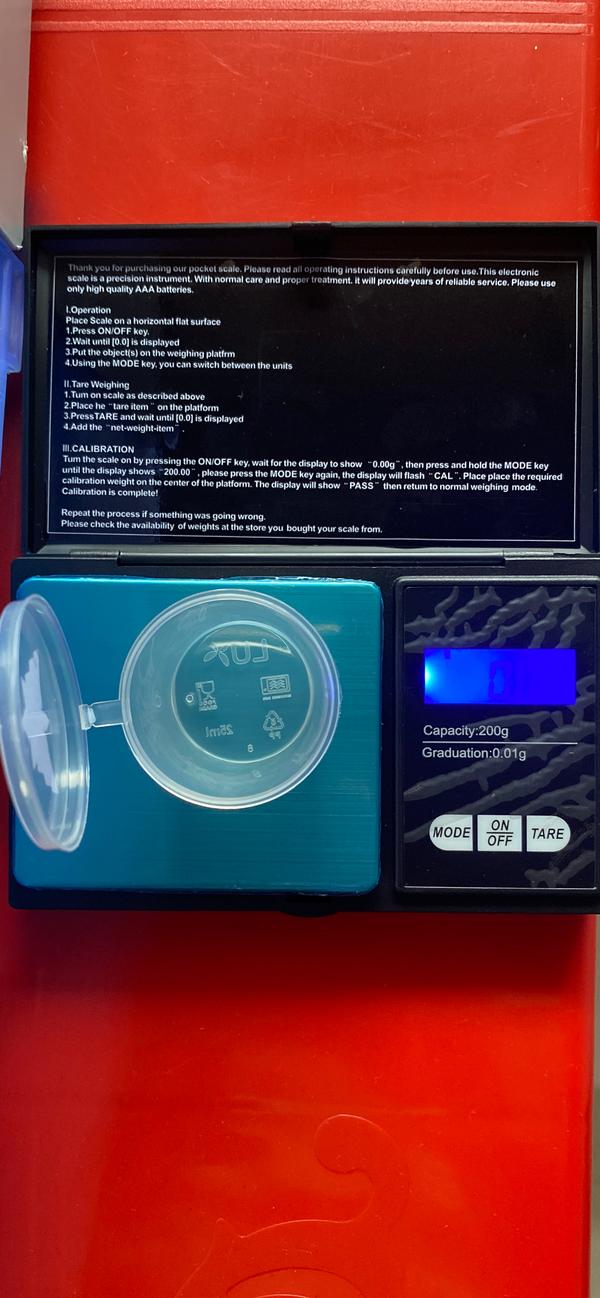 Thank you for purchasing our pocket scale. Please read all operating instructions carefully before use.This electronic
scale is a precision instrument. With normal care and proper treatment. it will provide years of reliable service. Please use
only high quality AAA batteries.
I.Operation
Place Scale on a horizontal flat surface
1.Press ON/OFF key.
2.Wait until [0.0] is displayed
3.Put the object(s) on the weighing platfrm
4.Using the MODE key, you can switch between the units
II.Tare Weighing
1.Tum on scale as described above
2.Place he ¨tare item¨ on the platform
3.PressTARE and wait until [0.0] is displayed
4.Add the ¨net-weight-item¨ .
III.CALIBRATION
Tum the scale on by pressing the ON/OFF key, wait for the display to show ¨0.00g¨, then press and hold the MODE key
until the display shows ¨200.00¨, please press the MODE key again, the display will flash ¨CAL¨. Place place the required
calibration weight on the center of the platform. The display will show ¨PASS¨ then return to normal weighing mode.
Calibration is complete!
Repeat the process if something was going wrong.
Please check the availability of weights at the store you bought your scale from.
LUX
25ml
PP
8
Capacity:200g
Graduation:0.01g
MODE
ON
OFF
TARE